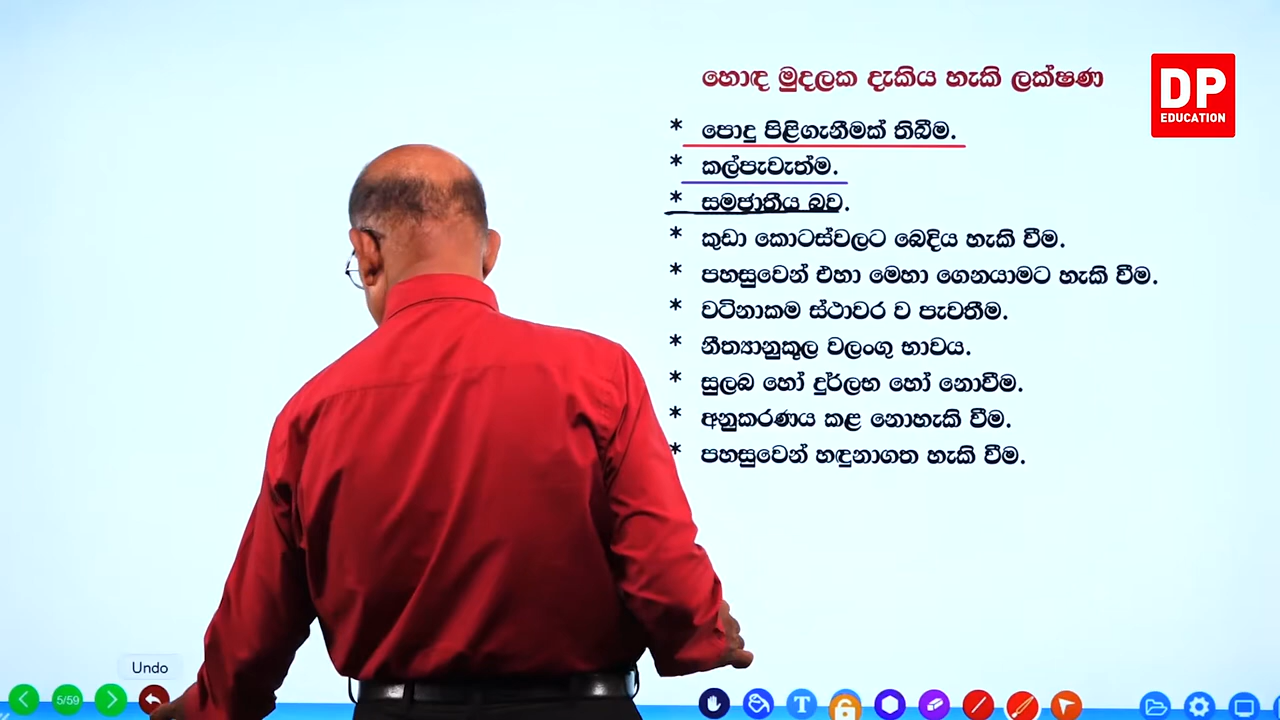 හොඳ මුදලක දැකිය හැකි ලක්ෂණ
DP
EDUCATION
* පොදු පිළිගැනීමක් තිබීම.
* කල්පැවැත්ම.
* සමජාතීය බව.
* කුඩා කොටස්වලට බෙදිය හැකි වීම.
* පහසුවෙන් එහා මෙහා ගෙනයාමට හැකි වීම.
* වටිනාකම ස්ථාවර ව පැවතීම.
* නීත්‍යානුකූල වලංගු භාවය.
* සුලබ හෝ දුර්ලභ හෝ නොවීම.
* අනුකරණය කළ නොහැකි වීම.
* පහසුවෙන් හඳුනාගත හැකි වීම.
Undo
5/59
T